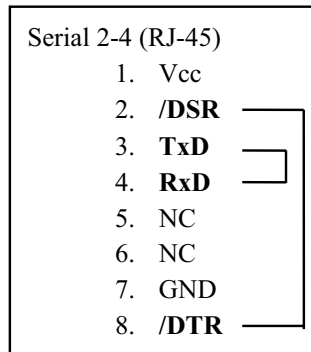 Serial 2-4 (RJ-45)
1. Vcc
2. /DSR
3. TxD
4. RxD
5. NC
6. NC
7. GND
8. /DTR